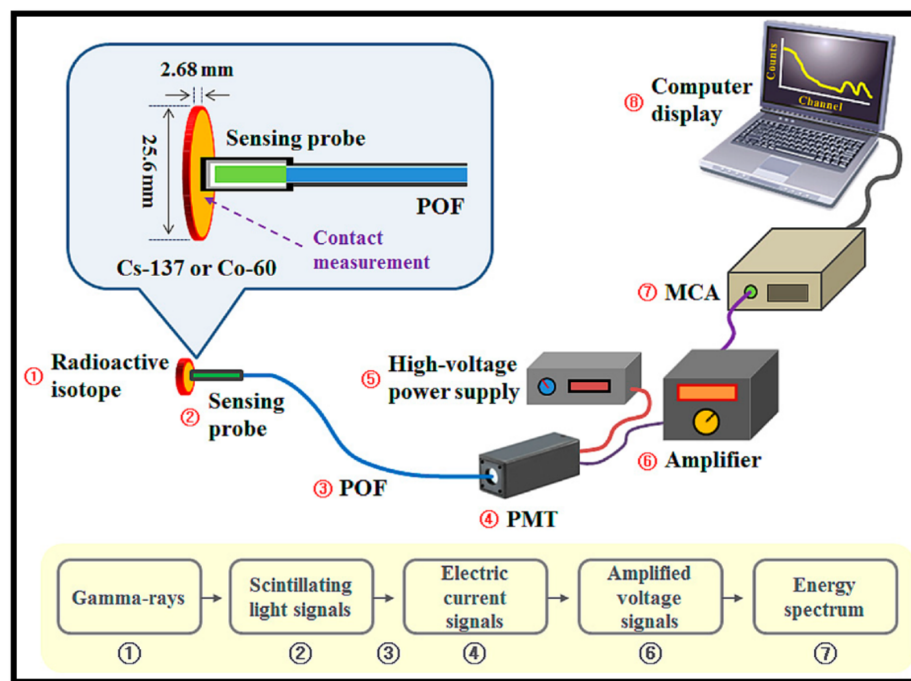 2.68 mm
25.6 mm
Sensing probe
POF
Contact
measurement
Cs-137 or Co-60
Counts
Channel
⑧ Computer
display
⑦ MCA
① Radioactive
isotope
② Sensing
probe
③ POF
④ PMT
⑤ High-voltage
power supply
⑥ Amplifier
Gamma-rays
①
Scintillating
light signals
②
③
Electric
current
signals
④
Amplified
voltage
signals
⑥
Energy
spectrum
⑦